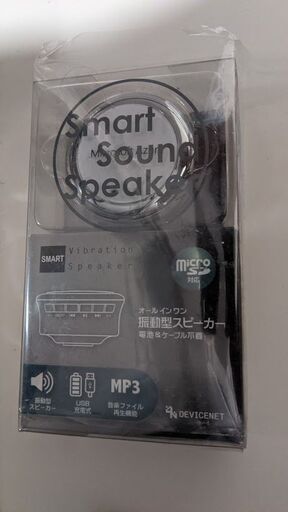 Smart
Sound
Speaker
Microsoft Azure
SMART
Vibration
Speaker
micro
SD
対応
オールインワン
振動型スピーカー
電池&ケーブル不要
振動型
スピーカー
USB
充電式
MP3
音楽ファイル
再生機能
DEVICENET